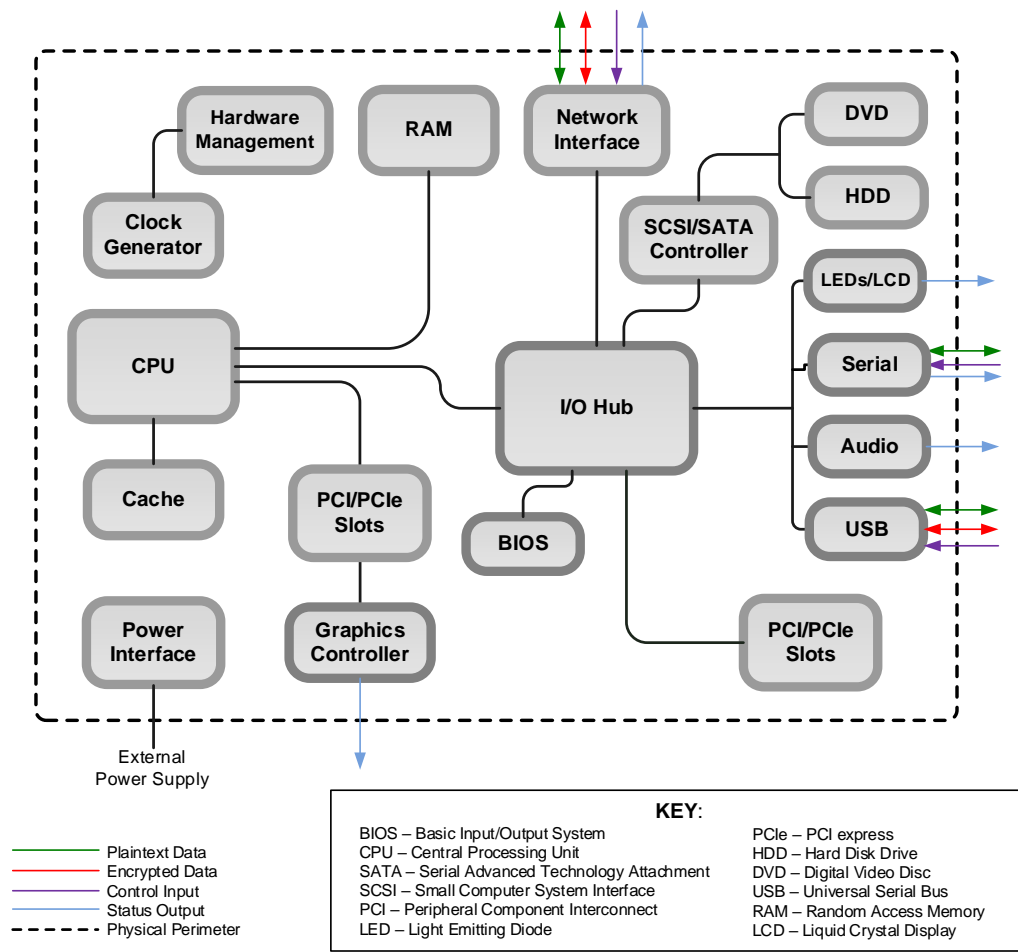 Hardware
Management
RAM
Network
Interface
DVD
HDD
Clock
Generator
SCSI/SATA
Controller
LEDs/LCD
CPU
Serial
I/O Hub
Audio
Cache
PCI/PCIe
Slots
USB
BIOS
Power
Interface
Graphics
Controller
PCI/PCIe
Slots
External
Power Supply
Plaintext Data
Encrypted Data
Control Input
Status Output
Physical Perimeter
KEY:
BIOS – Basic Input/Output System
CPU – Central Processing Unit
SATA – Serial Advanced Technology Attachment
SCSI – Small Computer System Interface
PCI – Peripheral Component Interconnect
LED – Light Emitting Diode
PCIe – PCI express
HDD – Hard Disk Drive
DVD – Digital Video Disc
USB – Universal Serial Bus
RAM – Random Access Memory
LCD – Liquid Crystal Display